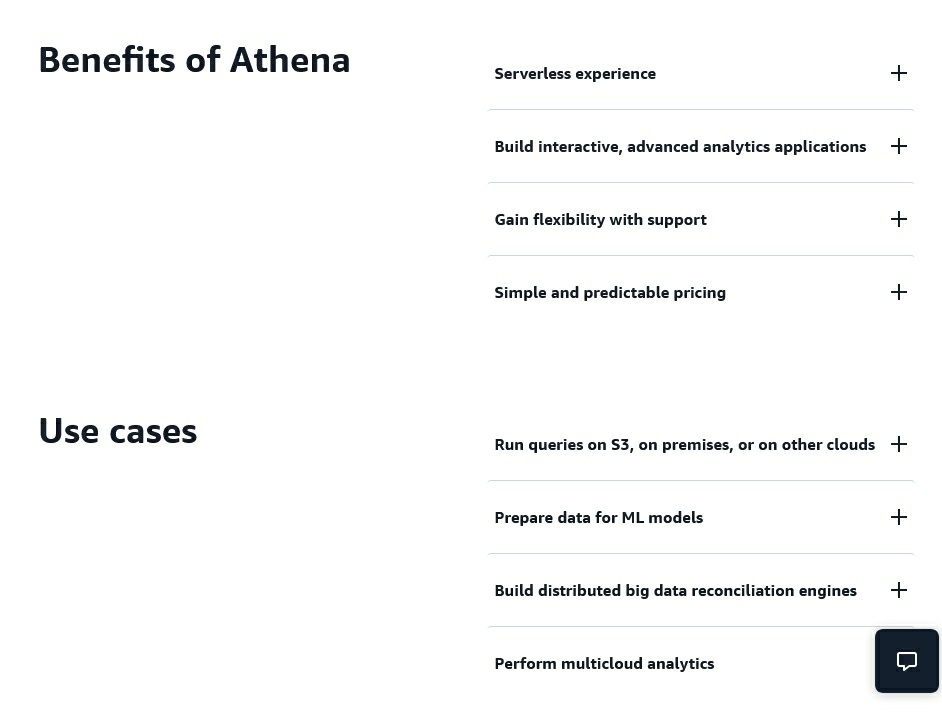 Benefits of Athena
Serverless experience
Build interactive, advanced analytics applications
Gain flexibility with support
Simple and predictable pricing
Use cases
Run queries on S3, on premises, or on other clouds
Prepare data for ML models
Build distributed big data reconciliation engines
Perform multicloud analytics